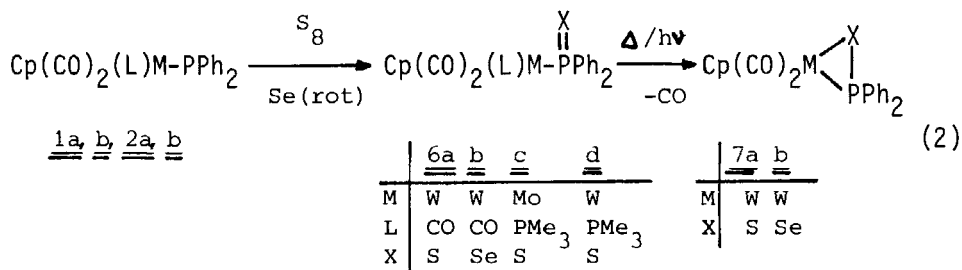 S8 X
Cp(CO)2(L)M-PPh2 Cp(CO)2(L)M-PPh2 Δ/hν Cp(CO)2M X
Se(rot) -CO PPh2
(2)
1a, b, 2a, b
6a b c d 7a b
M W W Mo W M W W
L CO CO PMe3 PMe3 X S Se
X S Se S S